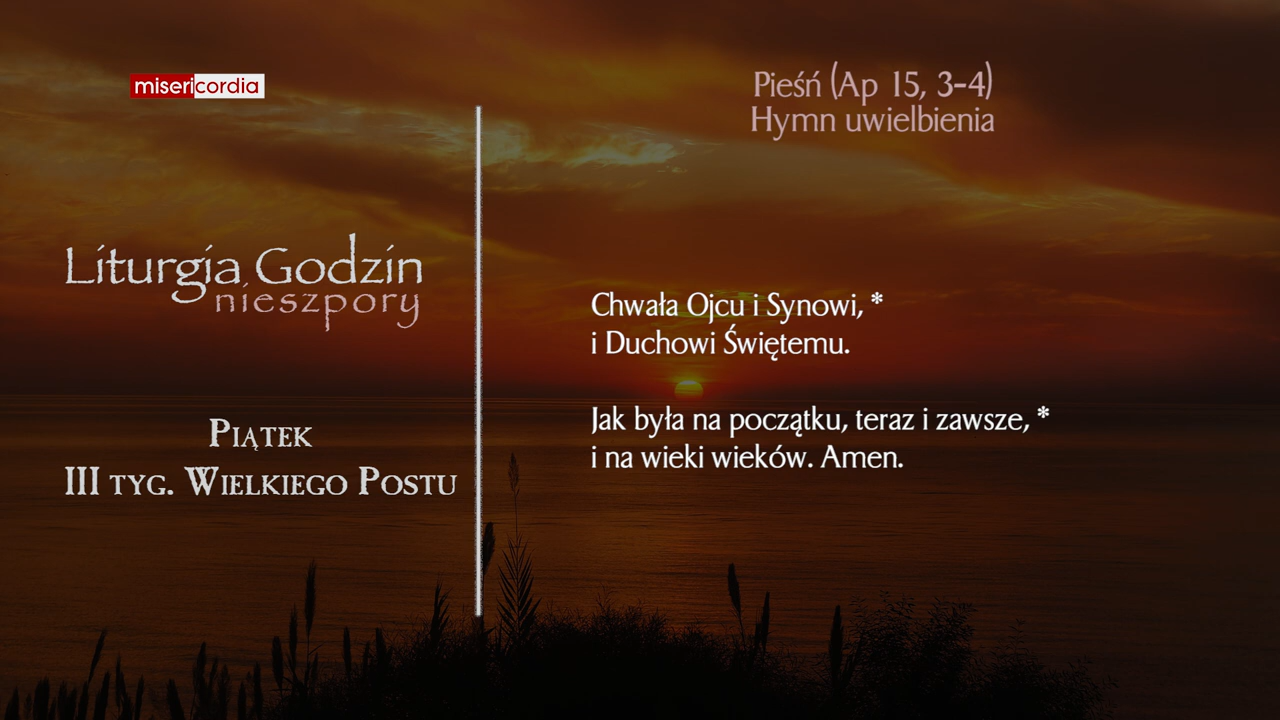 misericordia
Liturgia Godzin
nieszpory
Piątek
III tyg. Wielkiego Postu
Pieśń (Ap 15, 3-4)
Hymn uwielbienia
Chwała Ojcu i Synowi, *
i Duchowi Świętemu.
Jak była na początku, teraz i zawsze, *
i na wieki wieków. Amen.